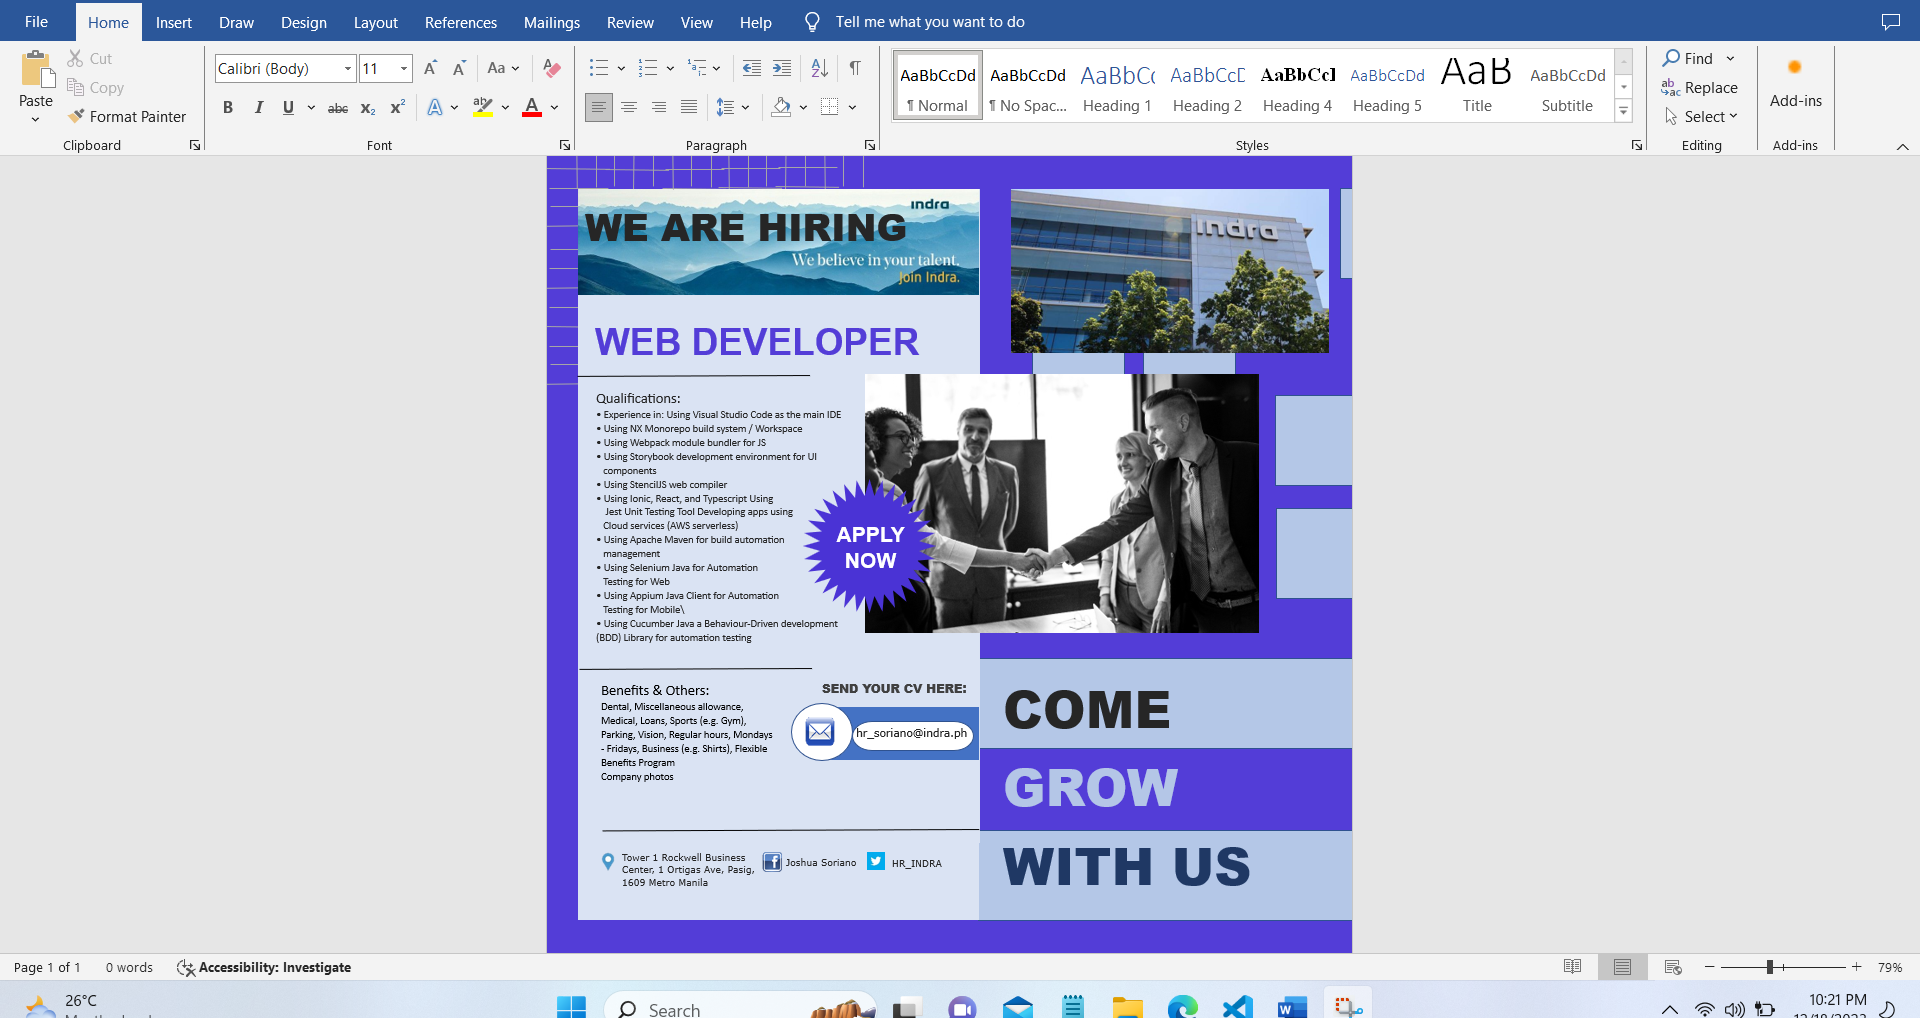 File
Home
Insert
Draw
Design
Layout
References
Mailings
Review
View
Help
Tell me what you want to do
Paste
Cut
Copy
Format Painter
Clipboard
Calibri (Body)
11
Aa
B I U abc x₂ x²
A ab A
Font
Paragraph
AaBbCcDd
¶ Normal
AaBbCcDd
¶ No Spac...
AaBbCc
Heading 1
AaBbCcD
Heading 2
AaBbCcI
Heading 4
AaBbCcDd
Heading 5
AaB
Title
AaBbCcDd
Subtitle
Styles
Find
Replace
Select
Editing
Add-ins
Add-ins
indra
WE ARE HIRING
We believe in your talent.
Join Indra.
indra
WEB DEVELOPER
Qualifications:
• Experience in: Using Visual Studio Code as the main IDE
• Using NX Monorepo build system / Workspace
• Using Webpack module bundler for JS
• Using Storybook development environment for UI
components
• Using StencilJS web compiler
• Using Ionic, React, and Typescript Using
Jest Unit Testing Tool Developing apps using
Cloud services (AWS serverless)
• Using Apache Maven for build automation
management
• Using Selenium Java for Automation
Testing for Web
• Using Appium Java Client for Automation
Testing for Mobile\
• Using Cucumber Java a Behaviour-Driven development
(BDD) Library for automation testing
APPLY
NOW
Benefits & Others:
Dental, Miscellaneous allowance,
Medical, Loans, Sports (e.g. Gym),
Parking, Vision, Regular hours, Mondays
- Fridays, Business (e.g. Shirts), Flexible
Benefits Program
Company photos
SEND YOUR CV HERE:
hr_soriano@indra.ph
COME
GROW
WITH US
Tower 1 Rockwell Business
Center, 1 Ortigas Ave, Pasig,
1609 Metro Manila
Joshua Soriano
HR_INDRA
Page 1 of 1
0 words
Accessibility: Investigate
79%
26°C
Search
10:21 PM